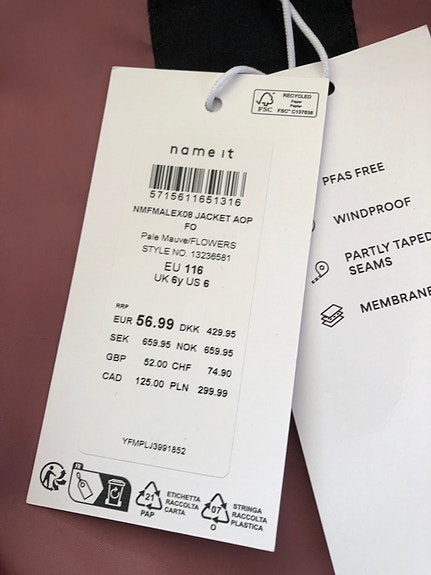 RECYCLED
Paper
Papier
FSC
FSC® C157838
name it
5715611651316
NMFMALEX08 JACKET AOP
FO
Pale Mauve/FLOWERS
STYLE NO. 13236581
EU 116
UK 6y US 6
RRP
EUR 56.99 DKK 429.95
SEK 659.95 NOK 659.95
GBP 52.00 CHF 74.90
CAD 125.00 PLN 299.99
YFMPLJ3991852
FR
21
PAP
ETICHETTA
RACCOLTA
CARTA
07
O
STRINGA
RACCOLTA
PLASTICA
PFAS FREE
WINDPROOF
PARTLY TAPED
SEAMS
MEMBRANE